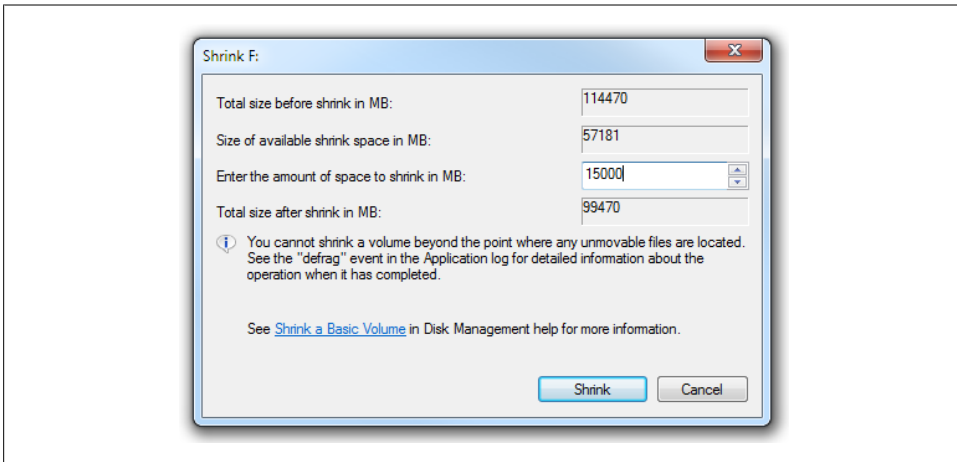 Shrink F:
Total size before shrink in MB: 114470
Size of available shrink space in MB: 57181
Enter the amount of space to shrink in MB: 15000
Total size after shrink in MB: 99470
You cannot shrink a volume beyond the point where any unmovable files are located.
See the "defrag" event in the Application log for detailed information about the
operation when it has completed.
See Shrink a Basic Volume in Disk Management help for more information.
Shrink Cancel